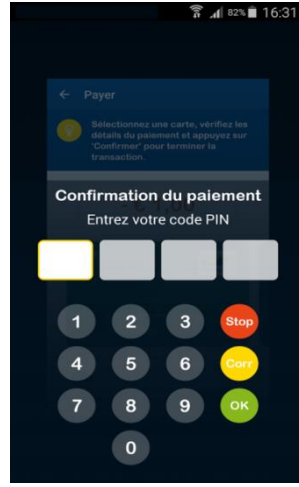 82% 16:31
← Payer
Sélectionnez une carte, vérifiez les
détails du paiement et appuyez sur
'Confirmer' pour terminer la
transaction.
Confirmation du paiement
Entrez votre code PIN
1 2 3 Stop
4 5 6 Corr
7 8 9 OK
0